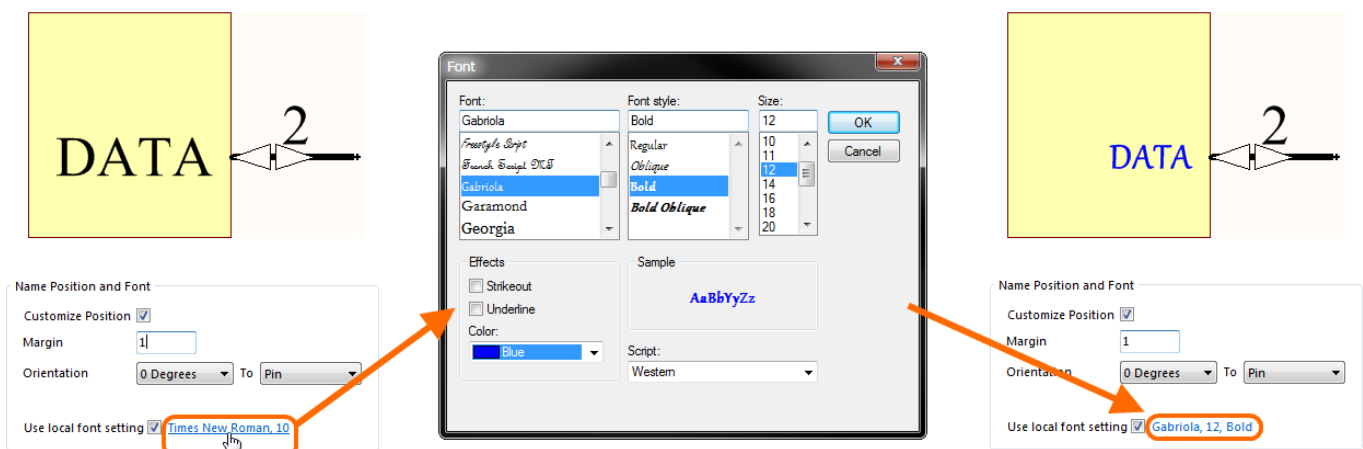 DATA
2
Name Position and Font
Customize Position
Margin 1
Orientation 0 Degrees To Pin
Use local font setting Times New Roman, 10
Font
Font: Font style: Size:
Gabriola Bold 12
Freestyle Script Regular 10
French Script MT Oblique 11
Gabriola Bold 12
Garamond Bold Oblique 14
Georgia 16
18
20
OK
Cancel
Effects
Strikeout
Underline
Color:
Blue
Sample
AaBbYyZz
Script:
Western
DATA
2
Name Position and Font
Customize Position
Margin 1
Orientation 0 Degrees To Pin
Use local font setting Gabriola, 12, Bold